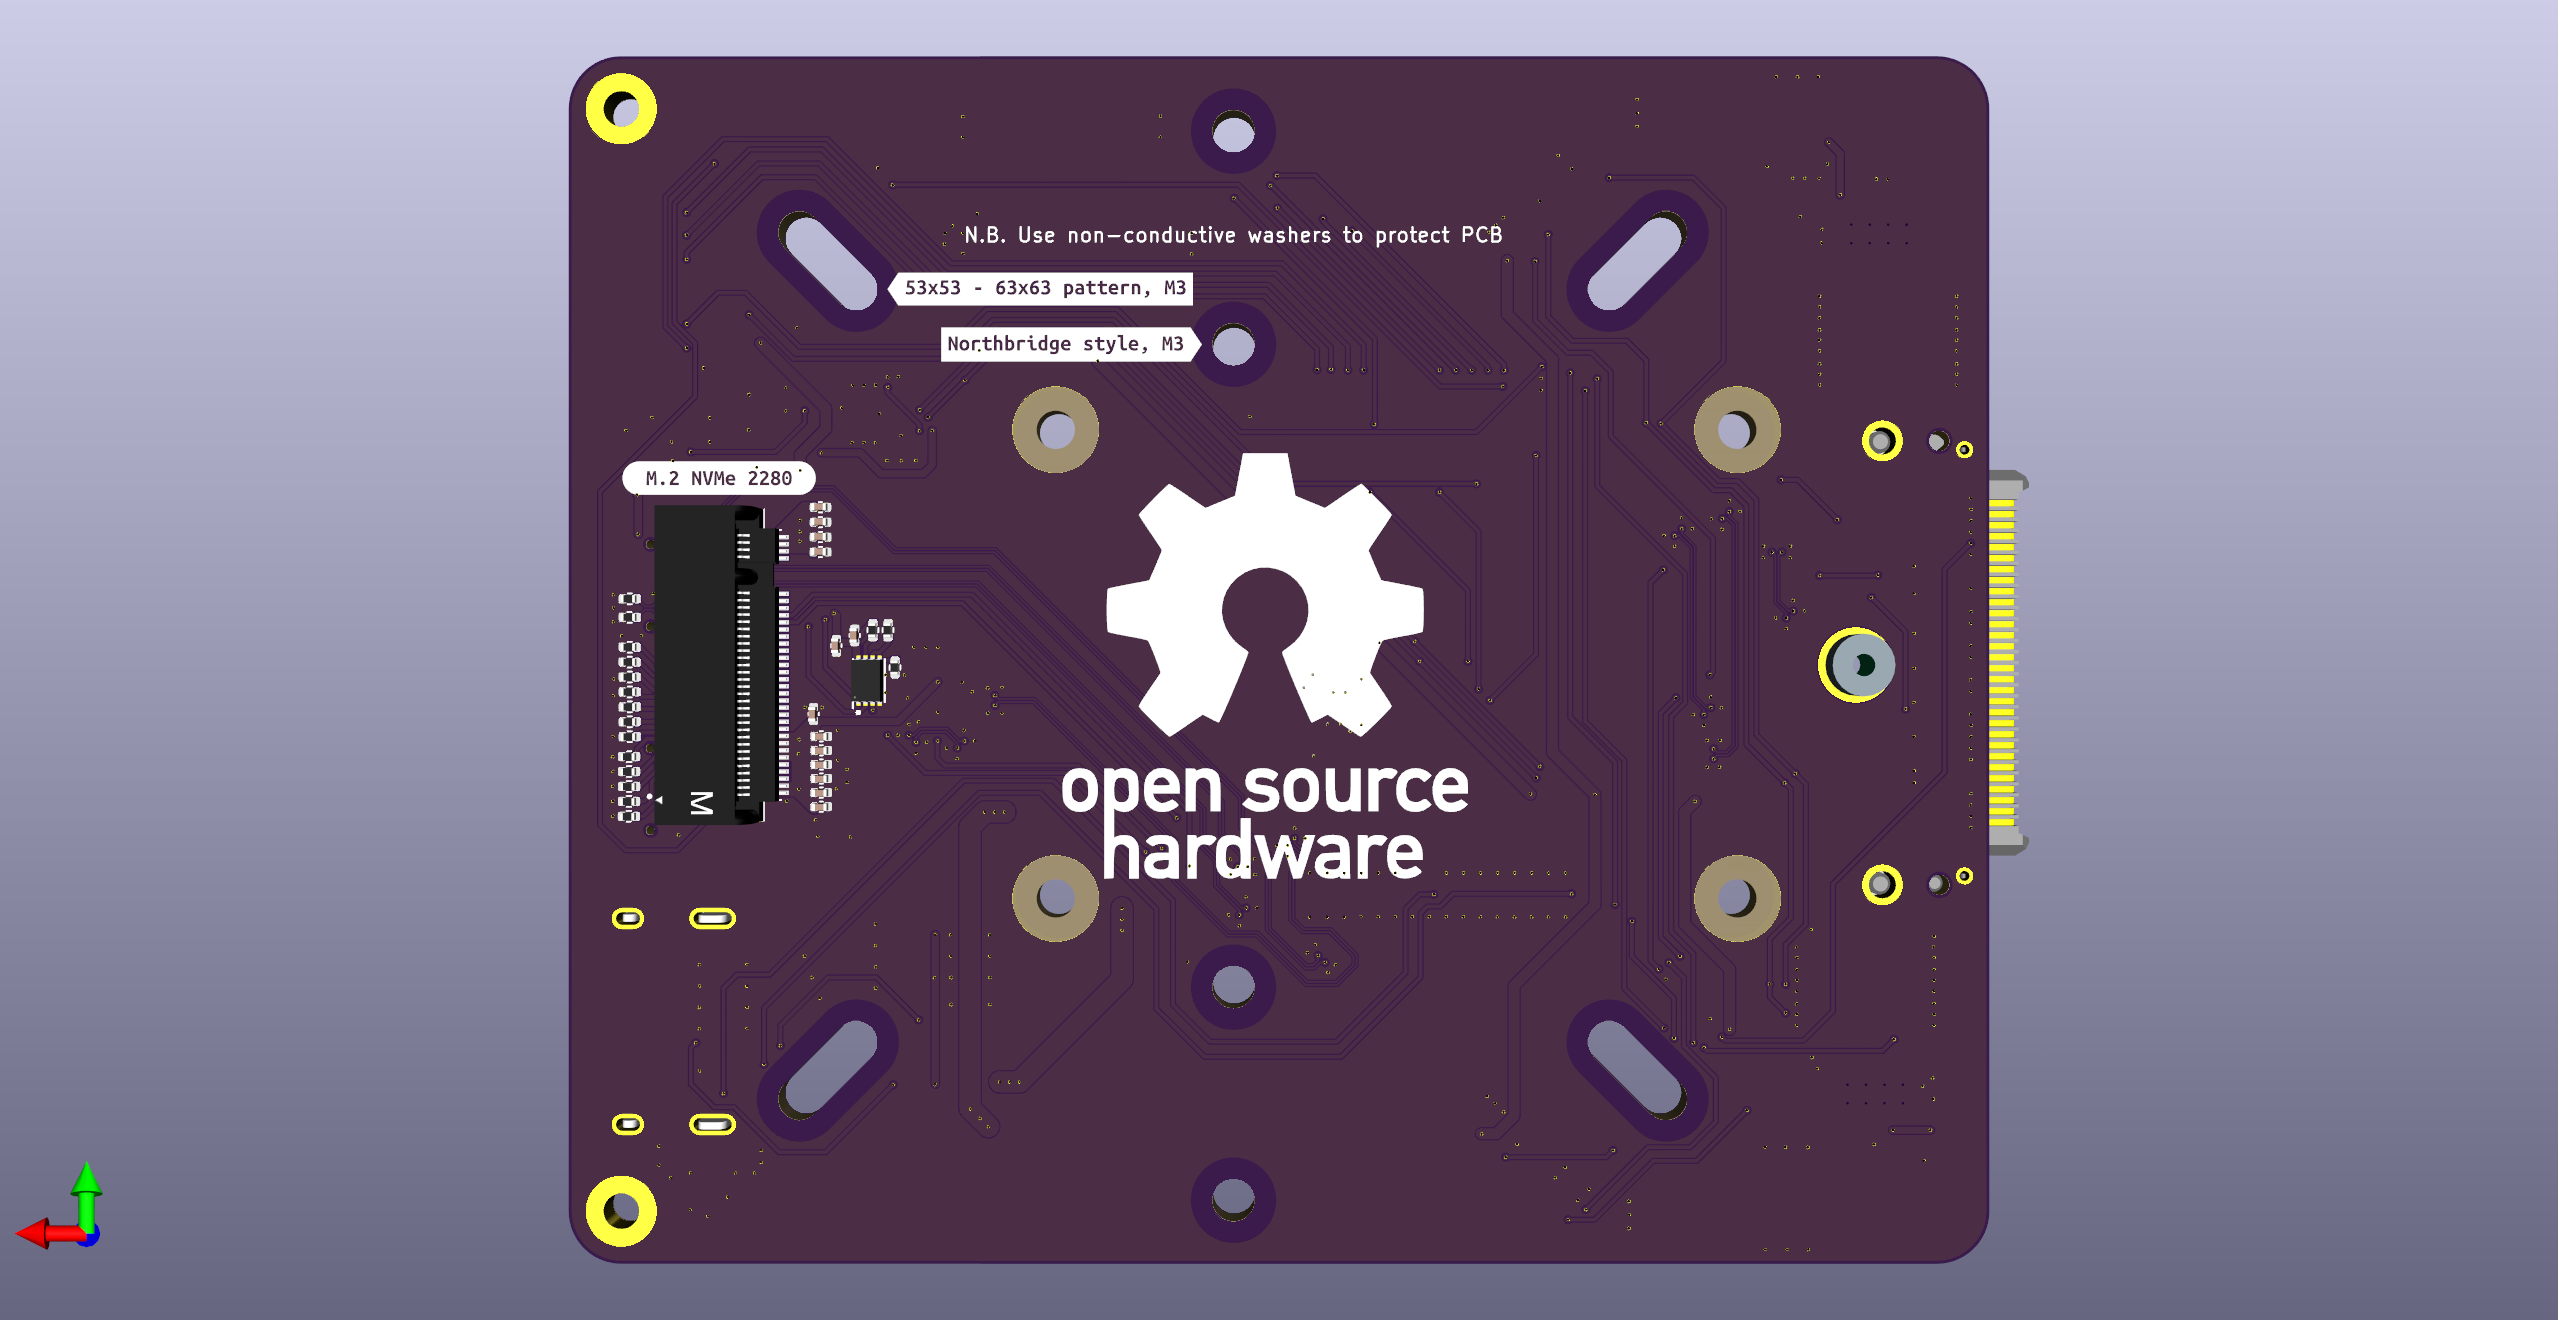 N.B. Use non-conductive washers to protect PCB
53x53 - 63x63 pattern, M3
Northbridge style, M3
M.2 NVMe 2280
M
open source
hardware